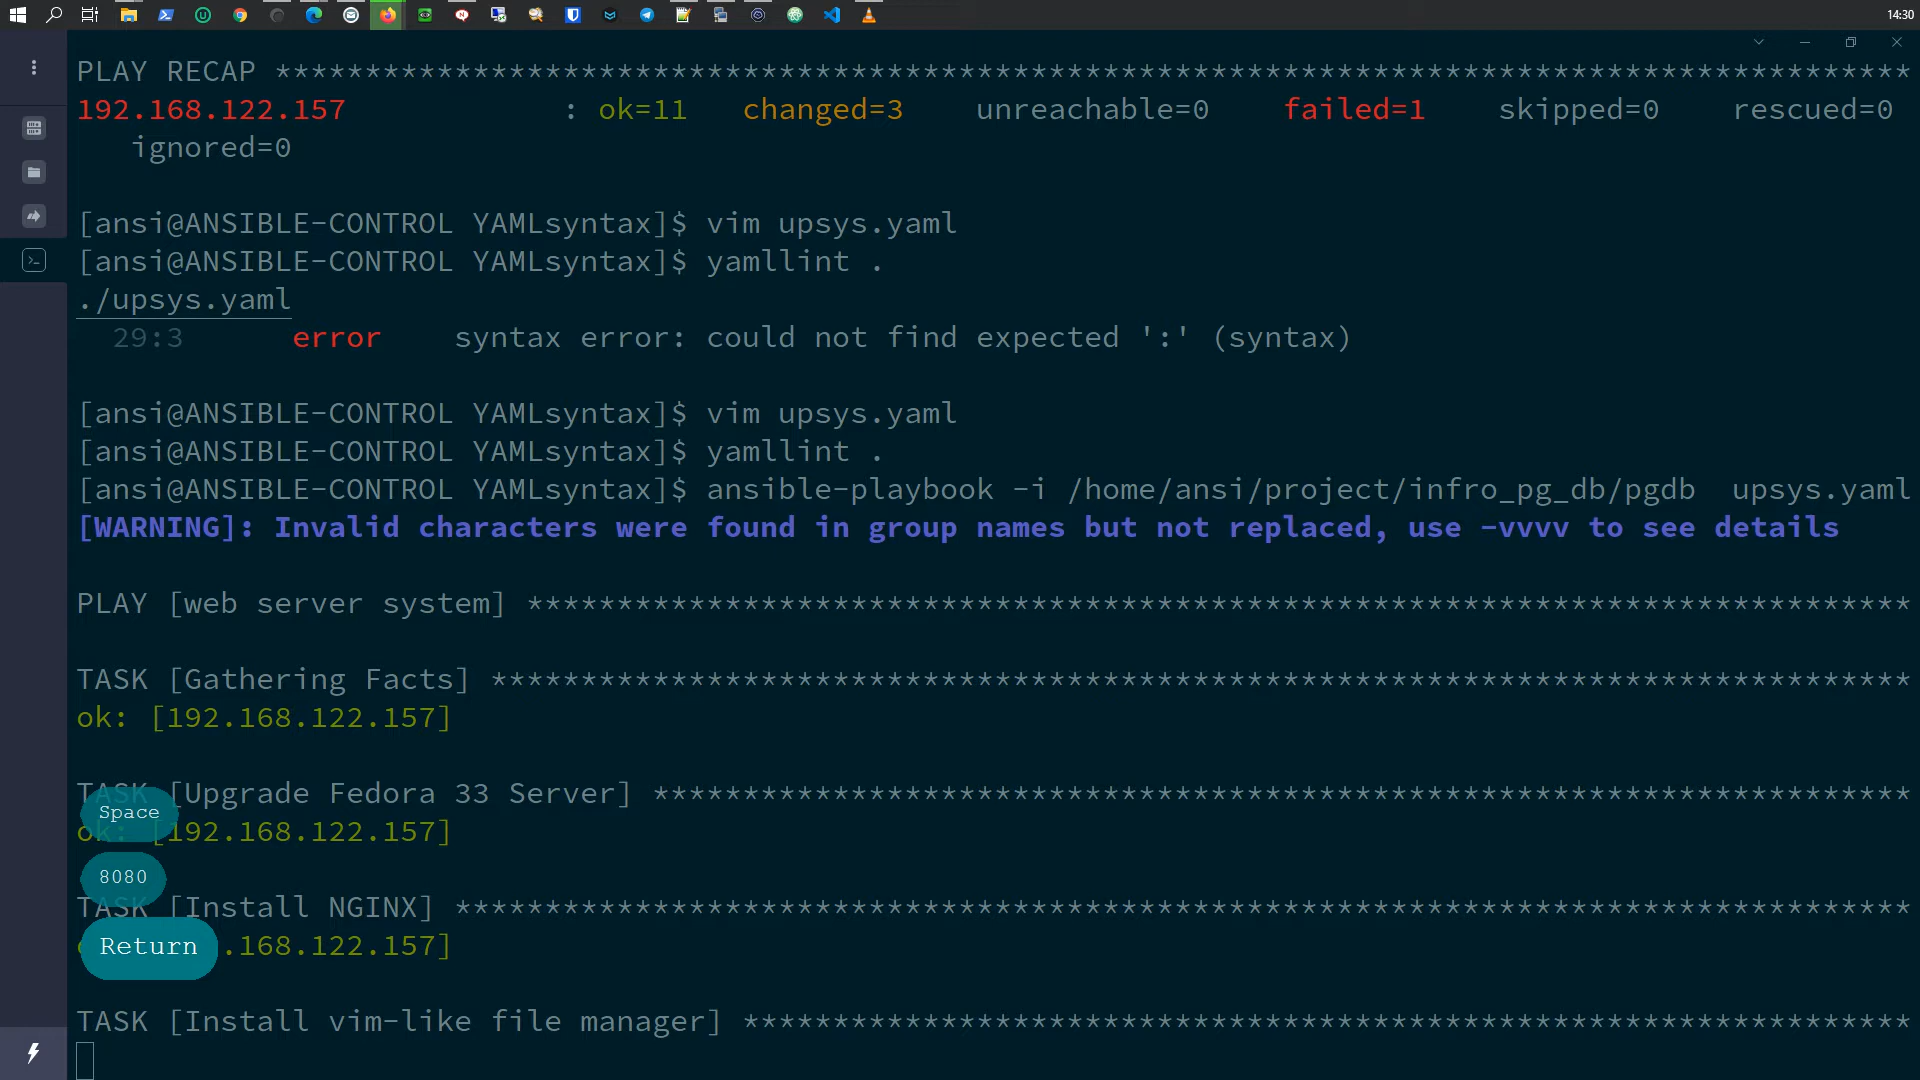 14:30
PLAY RECAP *******************************************************************************************
192.168.122.157 : ok=11 changed=3 unreachable=0 failed=1 skipped=0 rescued=0
ignored=0
[ansi@ANSIBLE-CONTROL YAMLsyntax]$ vim upsys.yaml
[ansi@ANSIBLE-CONTROL YAMLsyntax]$ yamllint .
./upsys.yaml
29:3 error syntax error: could not find expected ':' (syntax)
[ansi@ANSIBLE-CONTROL YAMLsyntax]$ vim upsys.yaml
[ansi@ANSIBLE-CONTROL YAMLsyntax]$ yamllint .
[ansi@ANSIBLE-CONTROL YAMLsyntax]$ ansible-playbook -i /home/ansi/project/infro_pg_db/pgdb upsys.yaml
[WARNING]: Invalid characters were found in group names but not replaced, use -vvvv to see details
PLAY [web server system] *****************************************************************************
TASK [Gathering Facts] *******************************************************************************
ok: [192.168.122.157]
TASK [Upgrade Fedora 33 Server] **********************************************************************
Space
ok: [192.168.122.157]
8080
TASK [Install NGINX] *********************************************************************************
Return
.168.122.157]
TASK [Install vim-like file manager] *****************************************************************